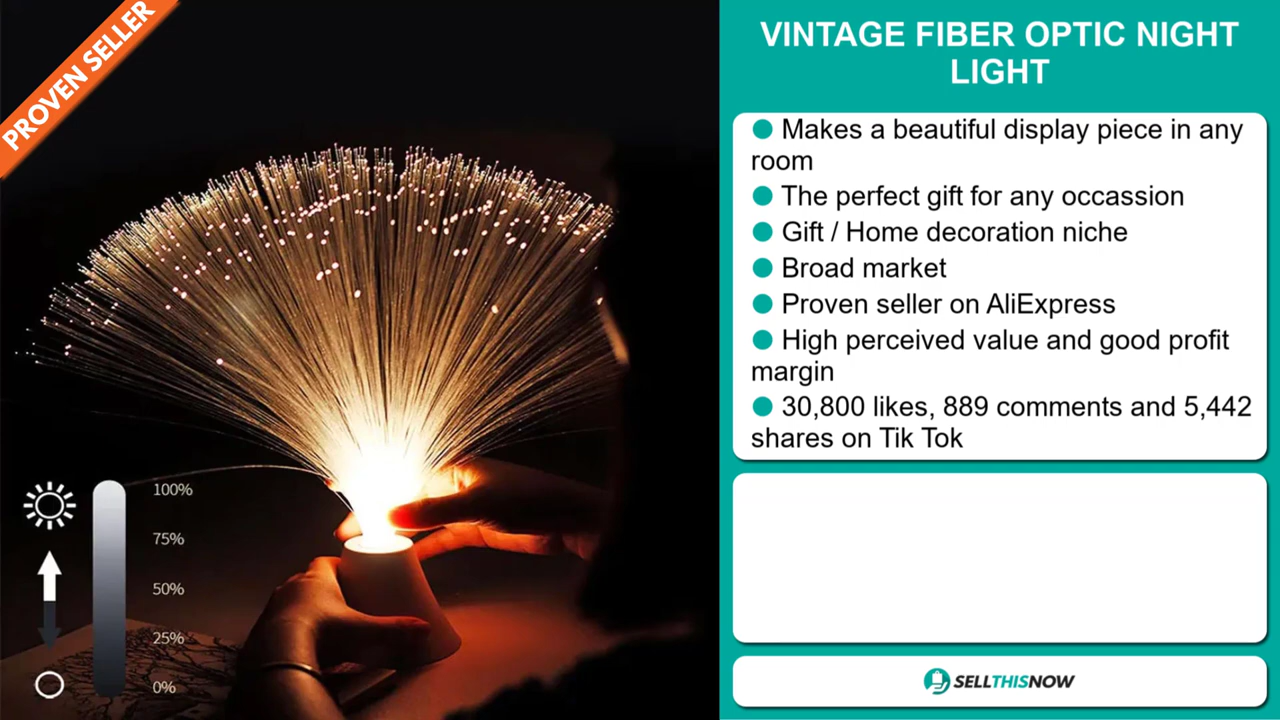 PROVEN SELLER
100%
75%
50%
25%
0%
VINTAGE FIBER OPTIC NIGHT
LIGHT
● Makes a beautiful display piece in any
room
● The perfect gift for any occassion
● Gift / Home decoration niche
● Broad market
● Proven seller on AliExpress
● High perceived value and good profit
margin
● 30,800 likes, 889 comments and 5,442
shares on Tik Tok
SELLTHISNOW